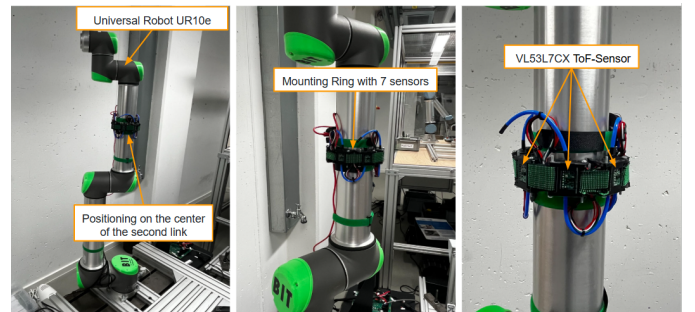 Universal Robot UR10e
Positioning on the center
of the second link
Mounting Ring with 7 sensors
BIT
BIT
VL53L7CX ToF-Sensor